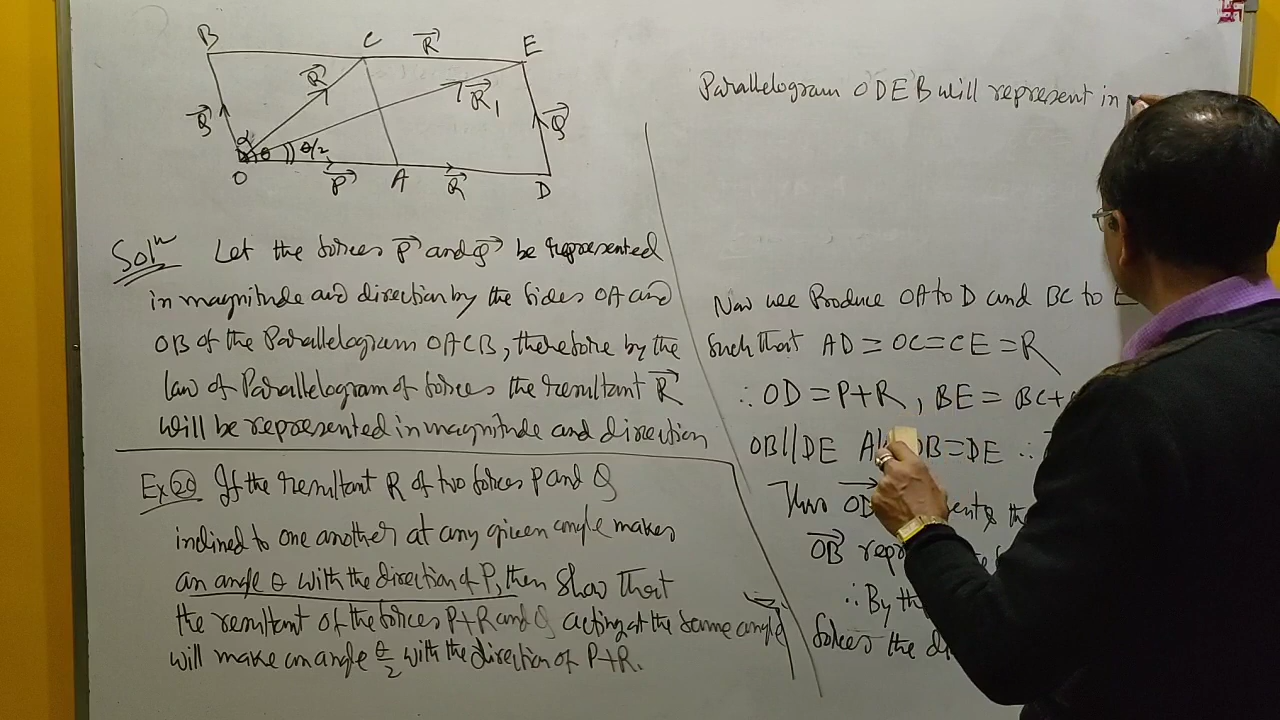 B C R E
R R1
Q Q
α θ θ/2
O P A R D
Soln Let the forces P and Q be represented
in magnitude and direction by the sides OA and
OB of the Parallelogram OACB, therefore by the
law of Parallelogram of forces the resultant R
will be represented in magnitude and direction
Ex 20 If the resultant R of two forces P and Q
inclined to one another at any given angle makes
an angle θ with the direction of P, then show that
the resultant of the forces P+R and Q acting at the same angle
will make an angle θ/2 with the direction of P+R.
Parallelogram ODEB will represent in
Now we Produce OA to D and BC to E
such that AD = OC = CE = R
∴ OD = P+R, BE = BC+
OB // DE OB = DE ∴
Thus OD the
OB
∴ By
forces the